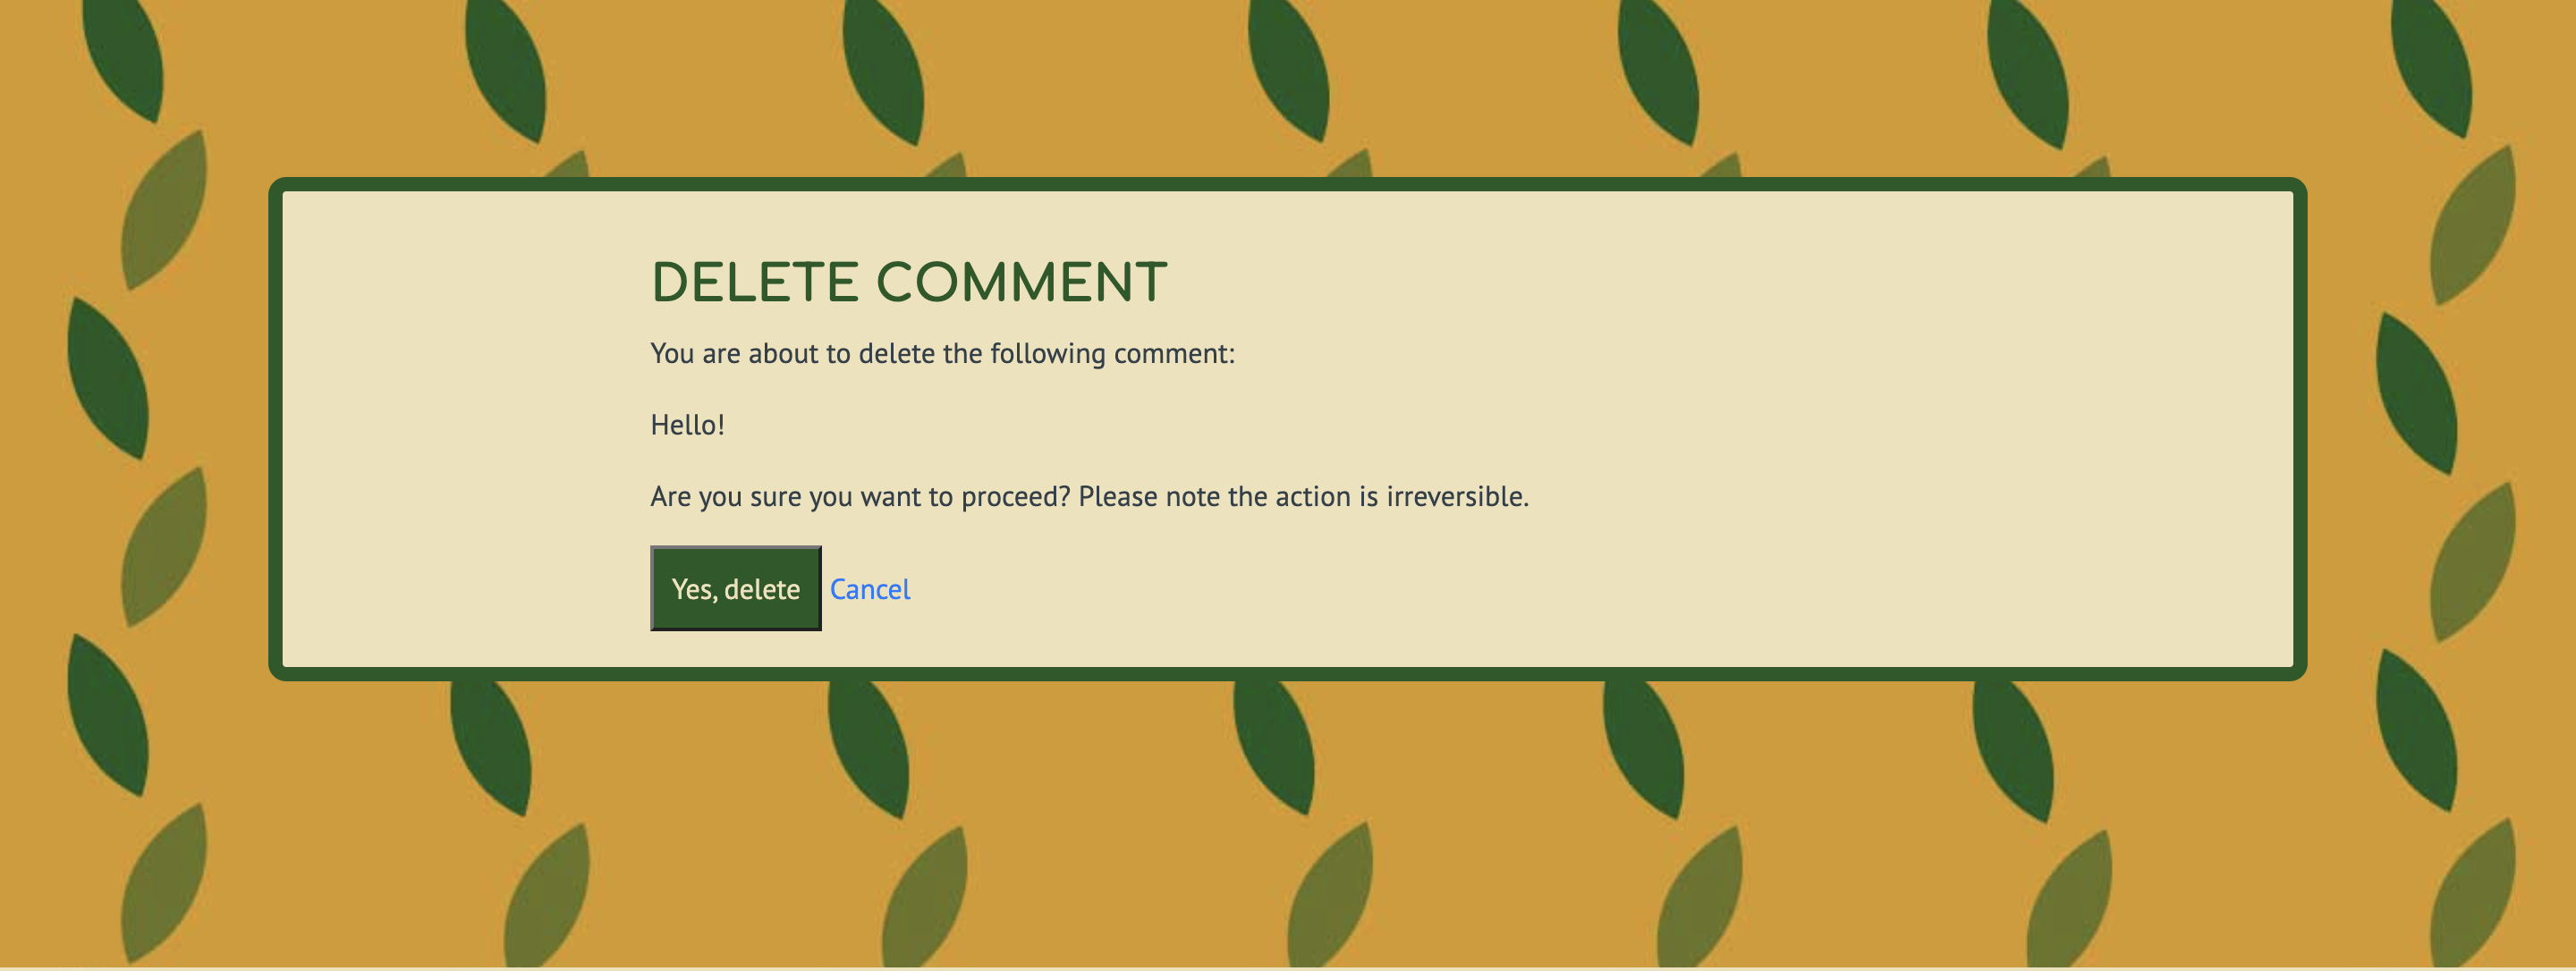 DELETE COMMENT
You are about to delete the following comment:
Hello!
Are you sure you want to proceed? Please note the action is irreversible.
Yes, delete Cancel